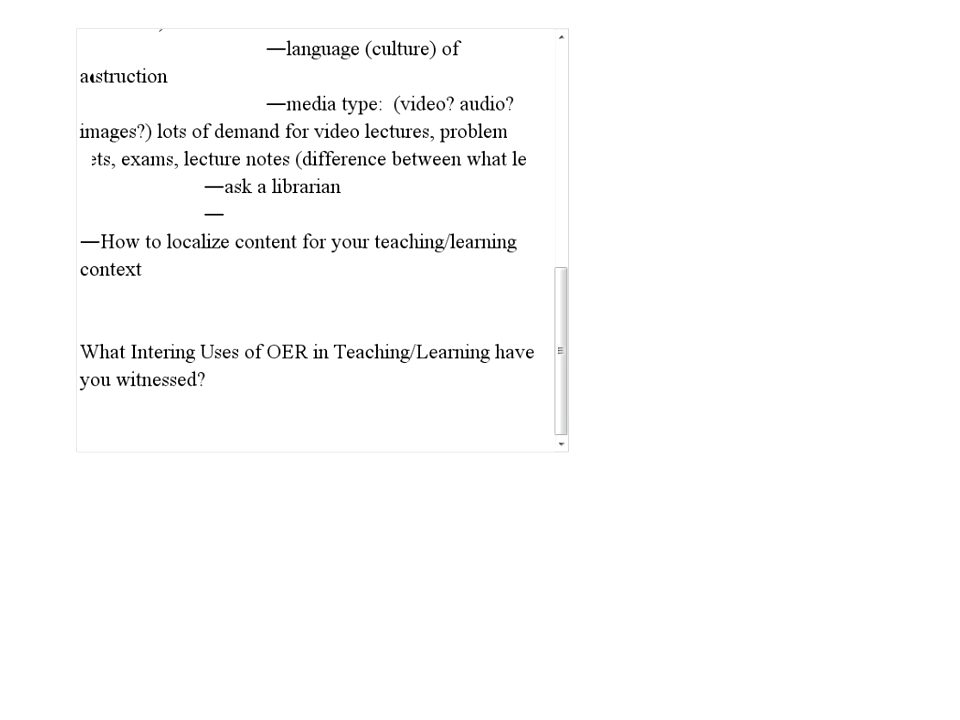 —language (culture) of
—media type:  (video? audio?
images?) lots of demand for video lectures, problem
ets, exams, lecture notes (difference between what le
—ask a librarian
—
—How to localize content for your teaching/learning
context
What Intering Uses of OER in Teaching/Learning have
you witnessed?